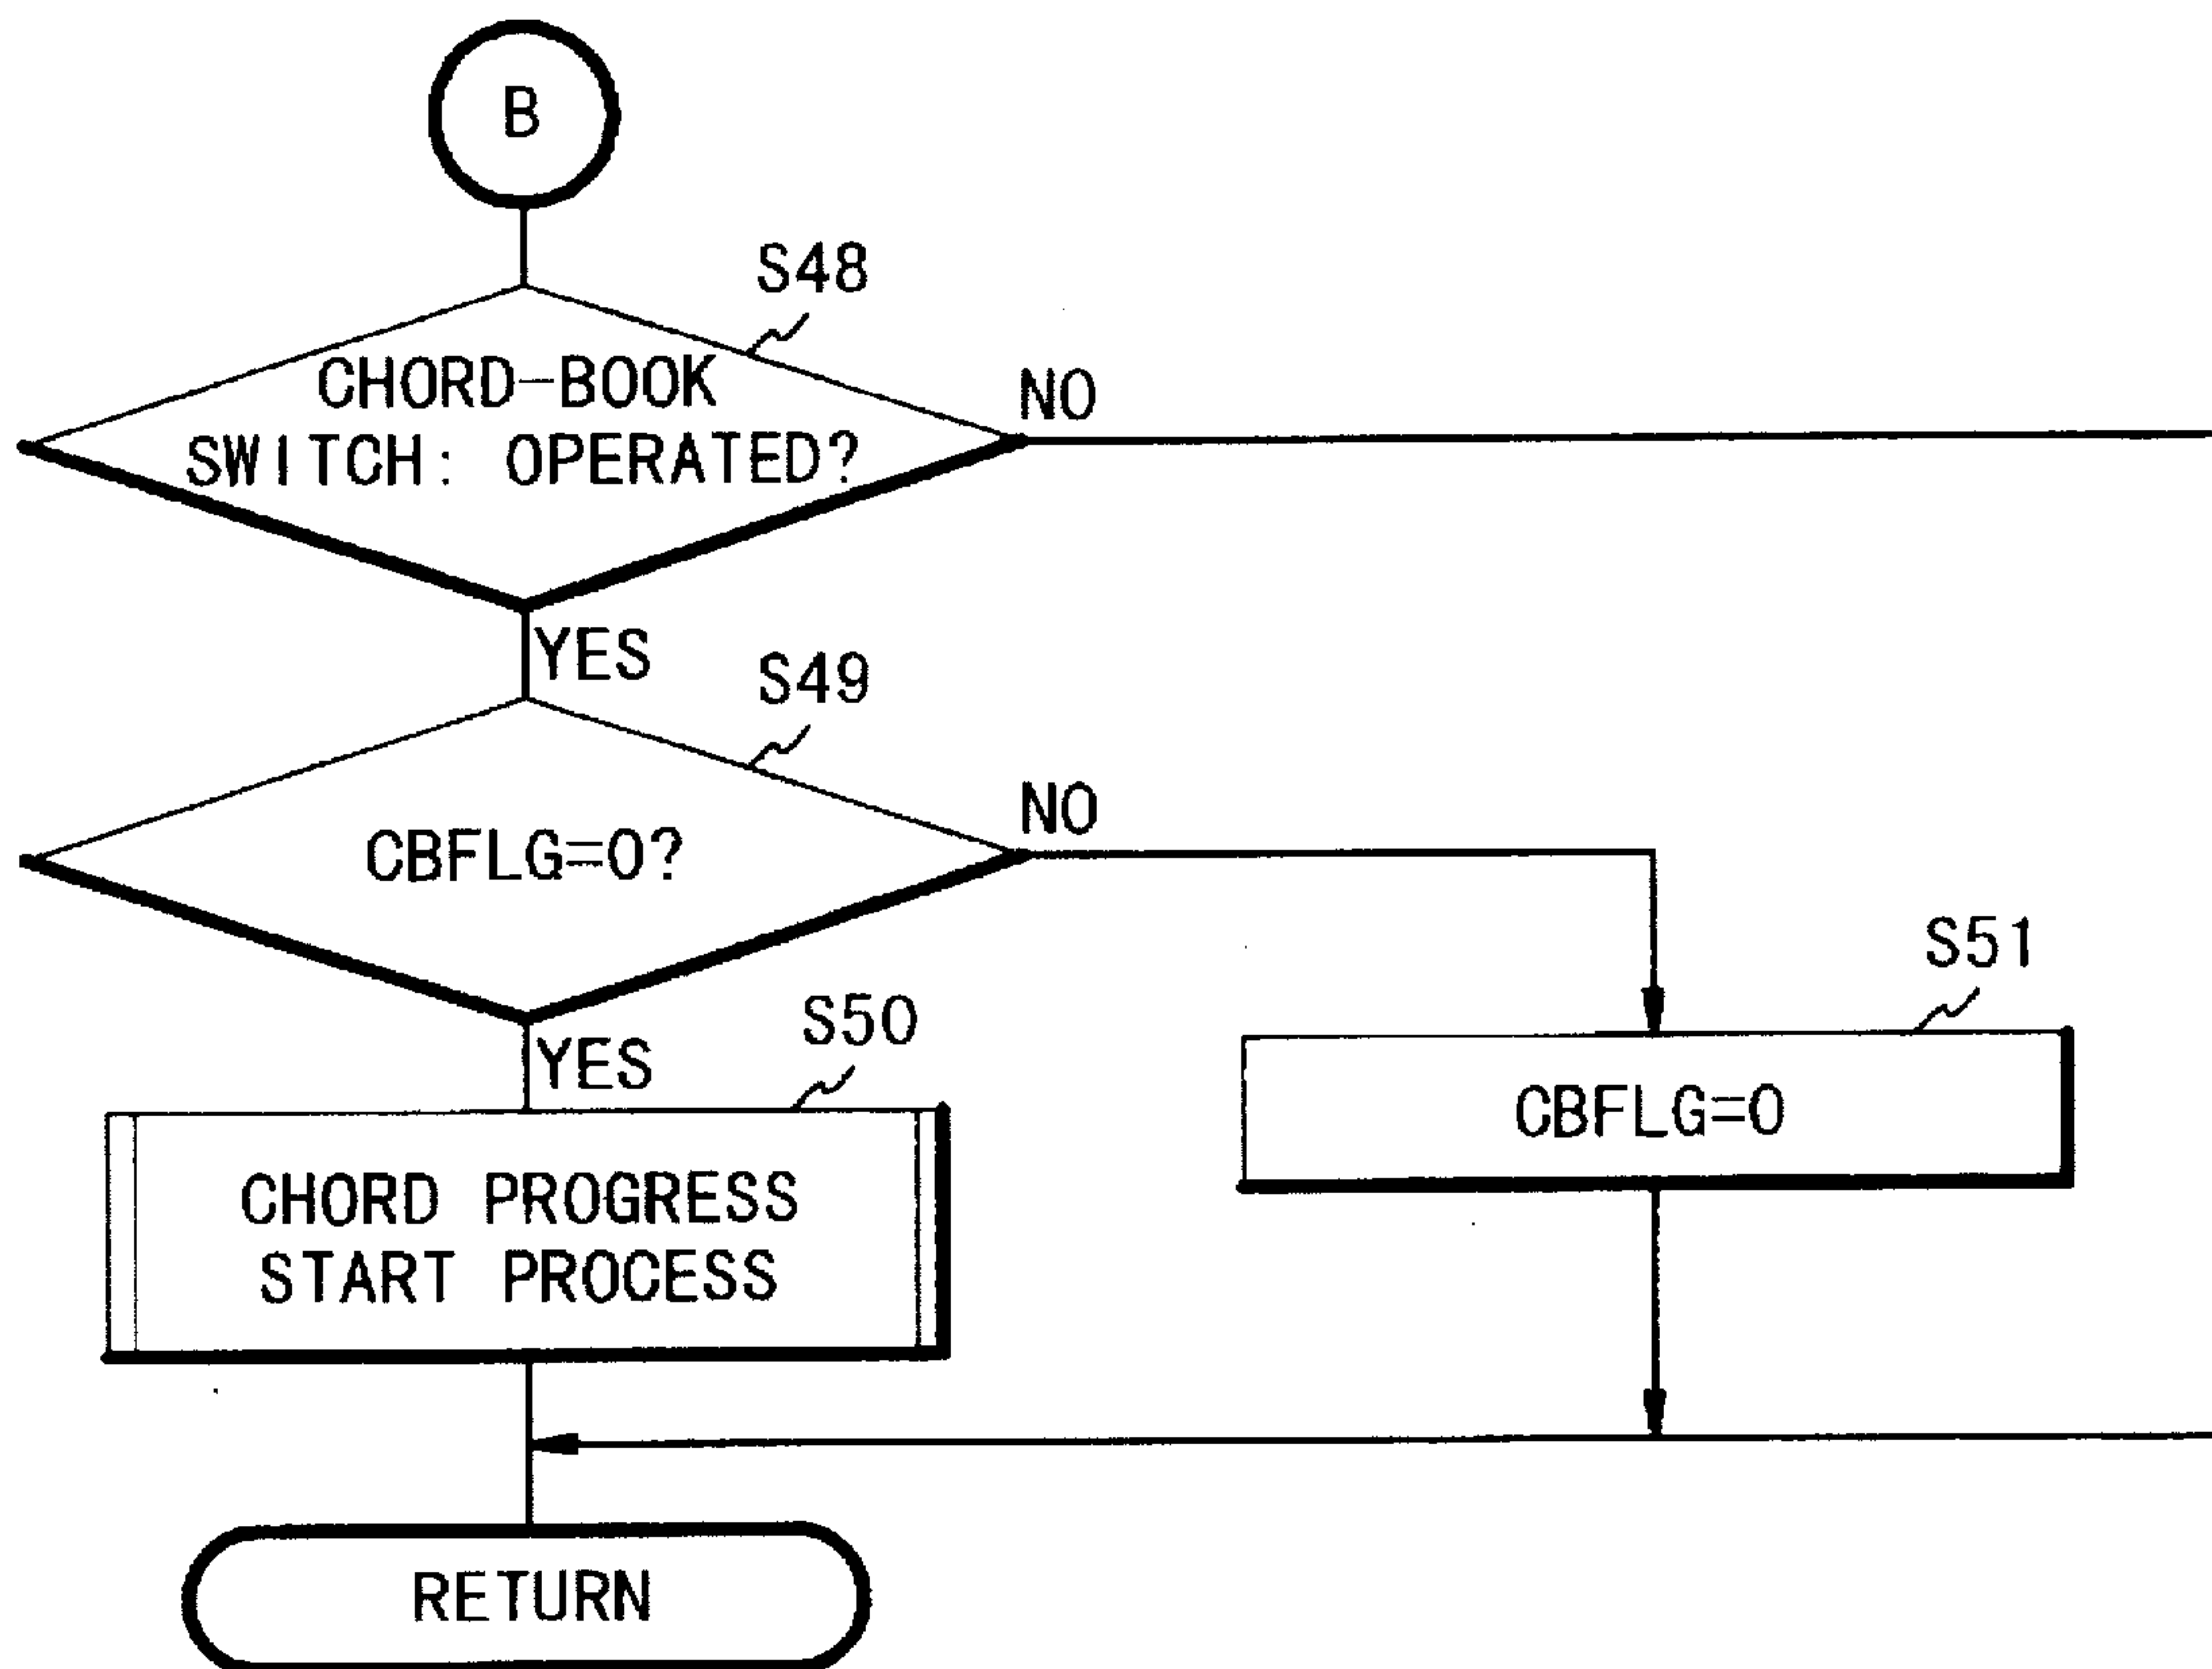 B
S48
CHORD-BOOK
SWITCH: OPERATED?
NO
YES
S49
CBFLG=0?
NO
YES
S50
CHORD PROGRESS
START PROCESS
S51
CBFLG=0
RETURN